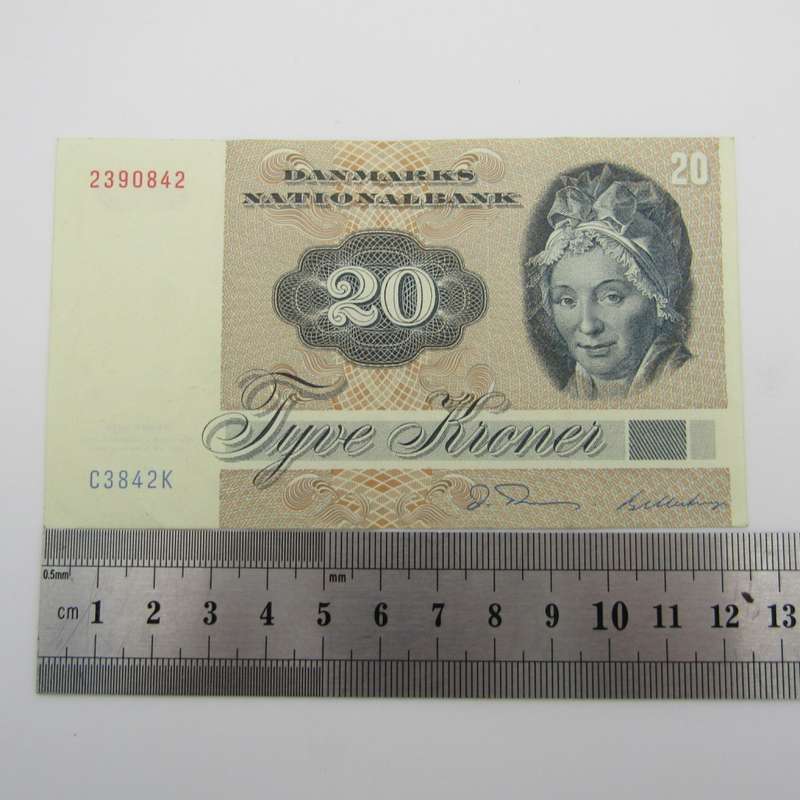 2390842
DANMARKS
NATIONALBANK
20
20
Tyve Kroner
C3842K
0.5mm
mm
cm 1 2 3 4 5 6 7 8 9 10 11 12 13